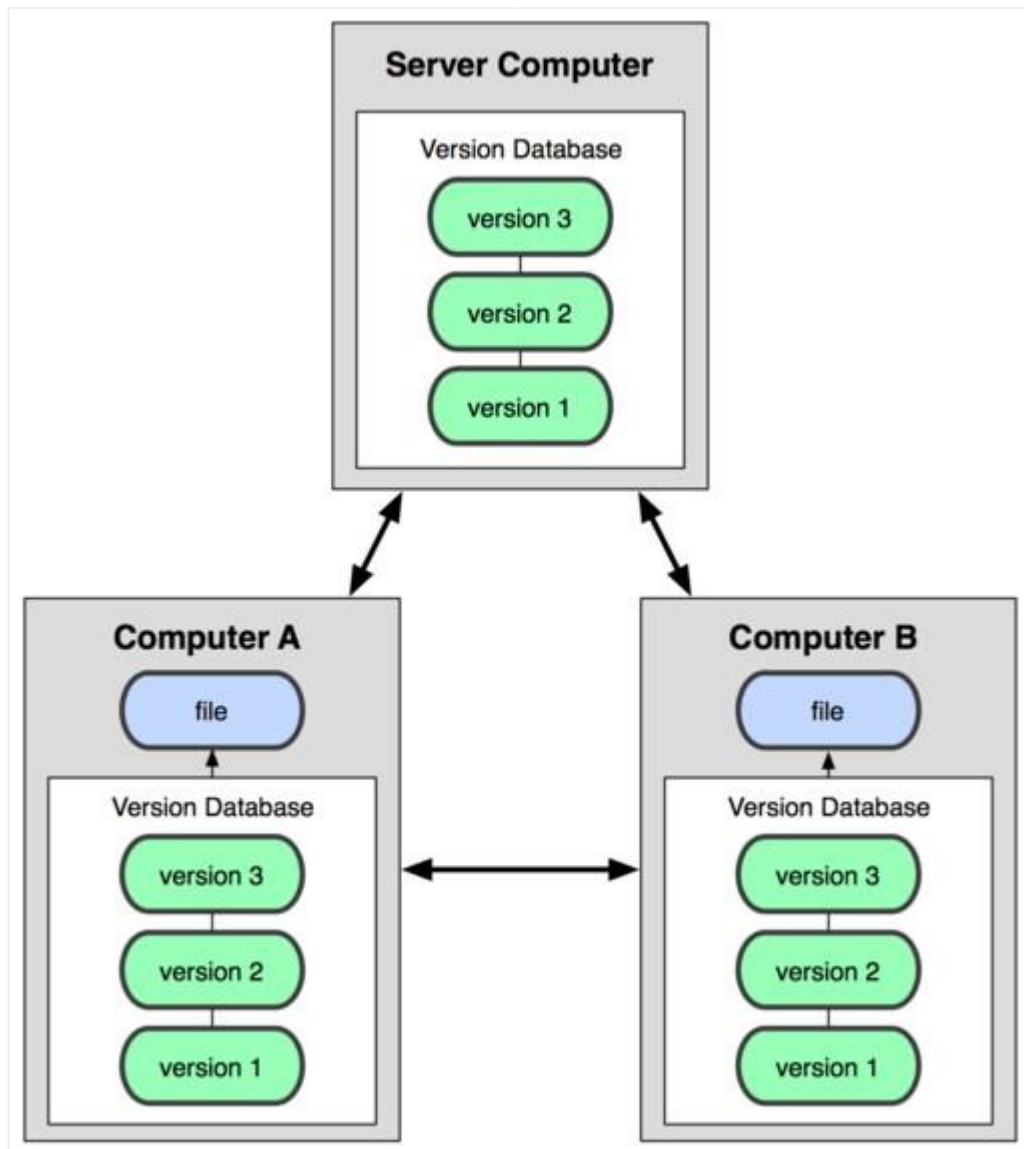 Server Computer
Version Database
version 3
version 2
version 1
Computer A
file
Version Database
version 3
version 2
version 1
Computer B
file
Version Database
version 3
version 2
version 1